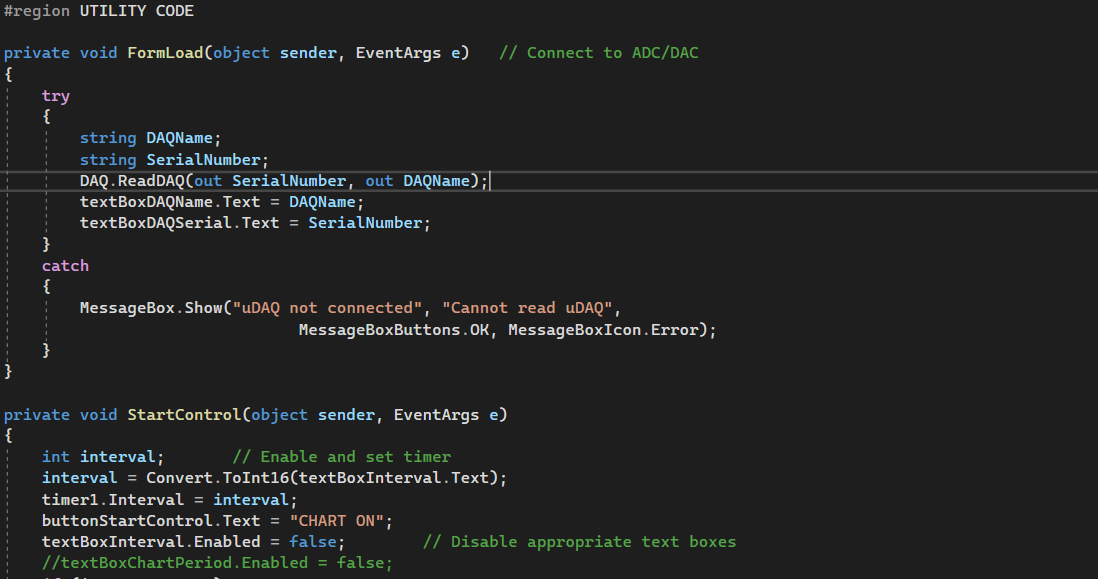 #region UTILITY CODE
private void FormLoad(object sender, EventArgs e)   // Connect to ADC/DAC
{
    try
    {
        string DAQName;
        string SerialNumber;
        DAQ.ReadDAQ(out SerialNumber, out DAQName);
        textBoxDAQName.Text = DAQName;
        textBoxDAQSerial.Text = SerialNumber;
    }
    catch
    {
        MessageBox.Show("uDAQ not connected", "Cannot read uDAQ",
                               MessageBoxButtons.OK, MessageBoxIcon.Error);
    }
}
private void StartControl(object sender, EventArgs e)
{
    int interval;       // Enable and set timer
    interval = Convert.ToInt16(textBoxInterval.Text);
    timer1.Interval = interval;
    buttonStartControl.Text = "CHART ON";
    textBoxInterval.Enabled = false;        // Disable appropriate text boxes
    //textBoxChartPeriod.Enabled = false;